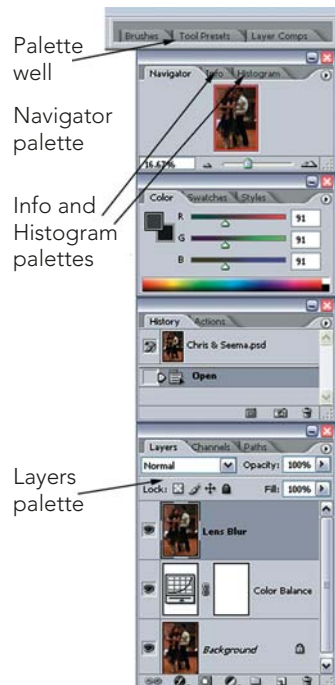 Palette well
Brushes Tool Presets Layer Comps
Navigator palette
Navigator Info Histogram
16.67%
Info and Histogram palettes
Color Swatches Styles
R 91
G 91
B 91
History Actions
Chris & Seema.psd
Open
Layers palette
Layers Channels Paths
Normal Opacity: 100%
Lock: Fill: 100%
Lens Blur
Color Balance
Background